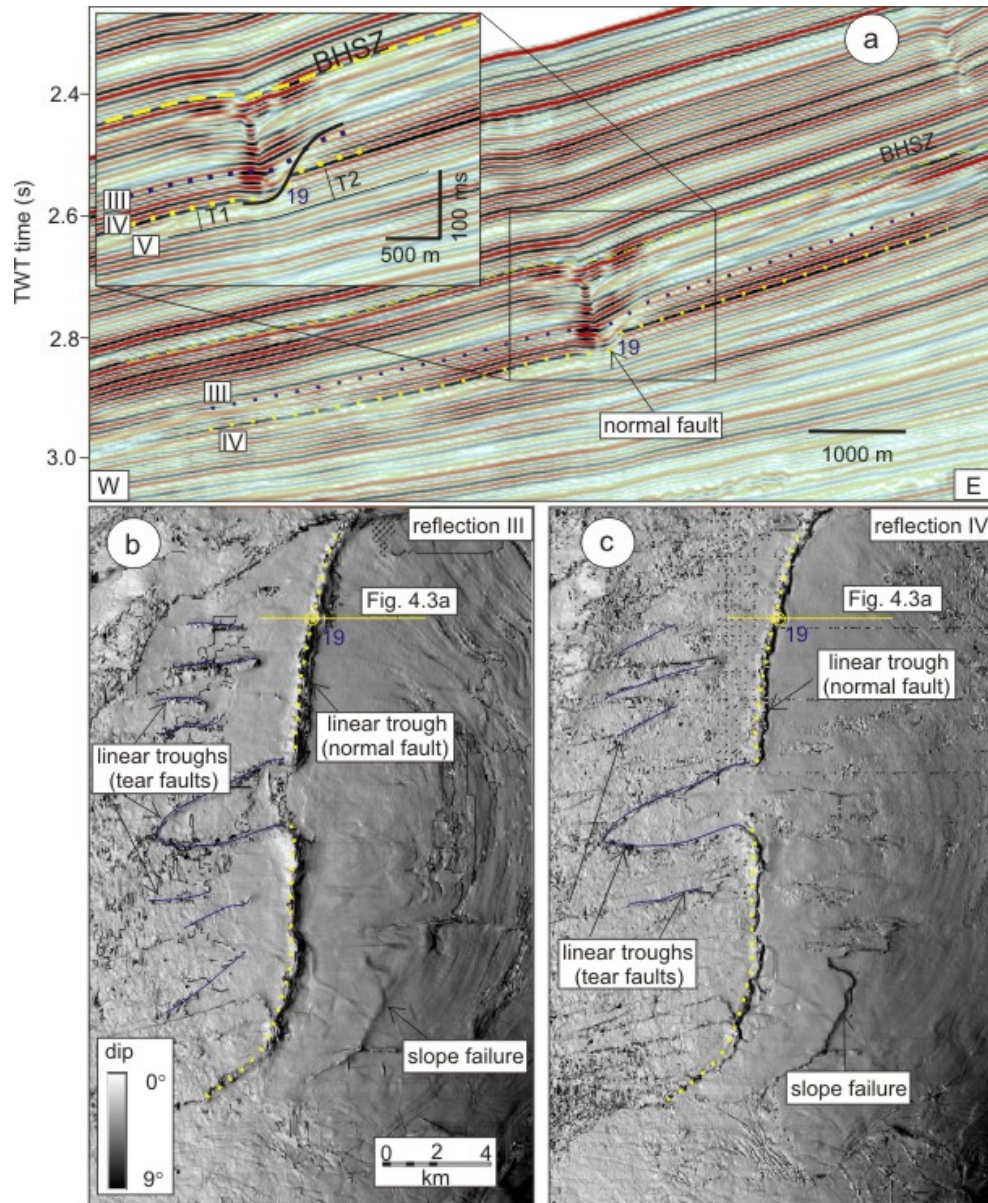 a
BHSZ
TWT time (s)
2.4
2.6
2.8
3.0
III
IV
V
T1
19
T2
500 m
100 ms
BHSZ
19
III
IV
normal fault
1000 m
W
E
b
reflection III
Fig. 4.3a
19
linear trough
(normal fault)
linear troughs
(tear faults)
slope failure
dip
0°
9°
0 2 4
km
c
reflection IV
Fig. 4.3a
19
linear trough
(normal fault)
linear troughs
(tear faults)
slope failure